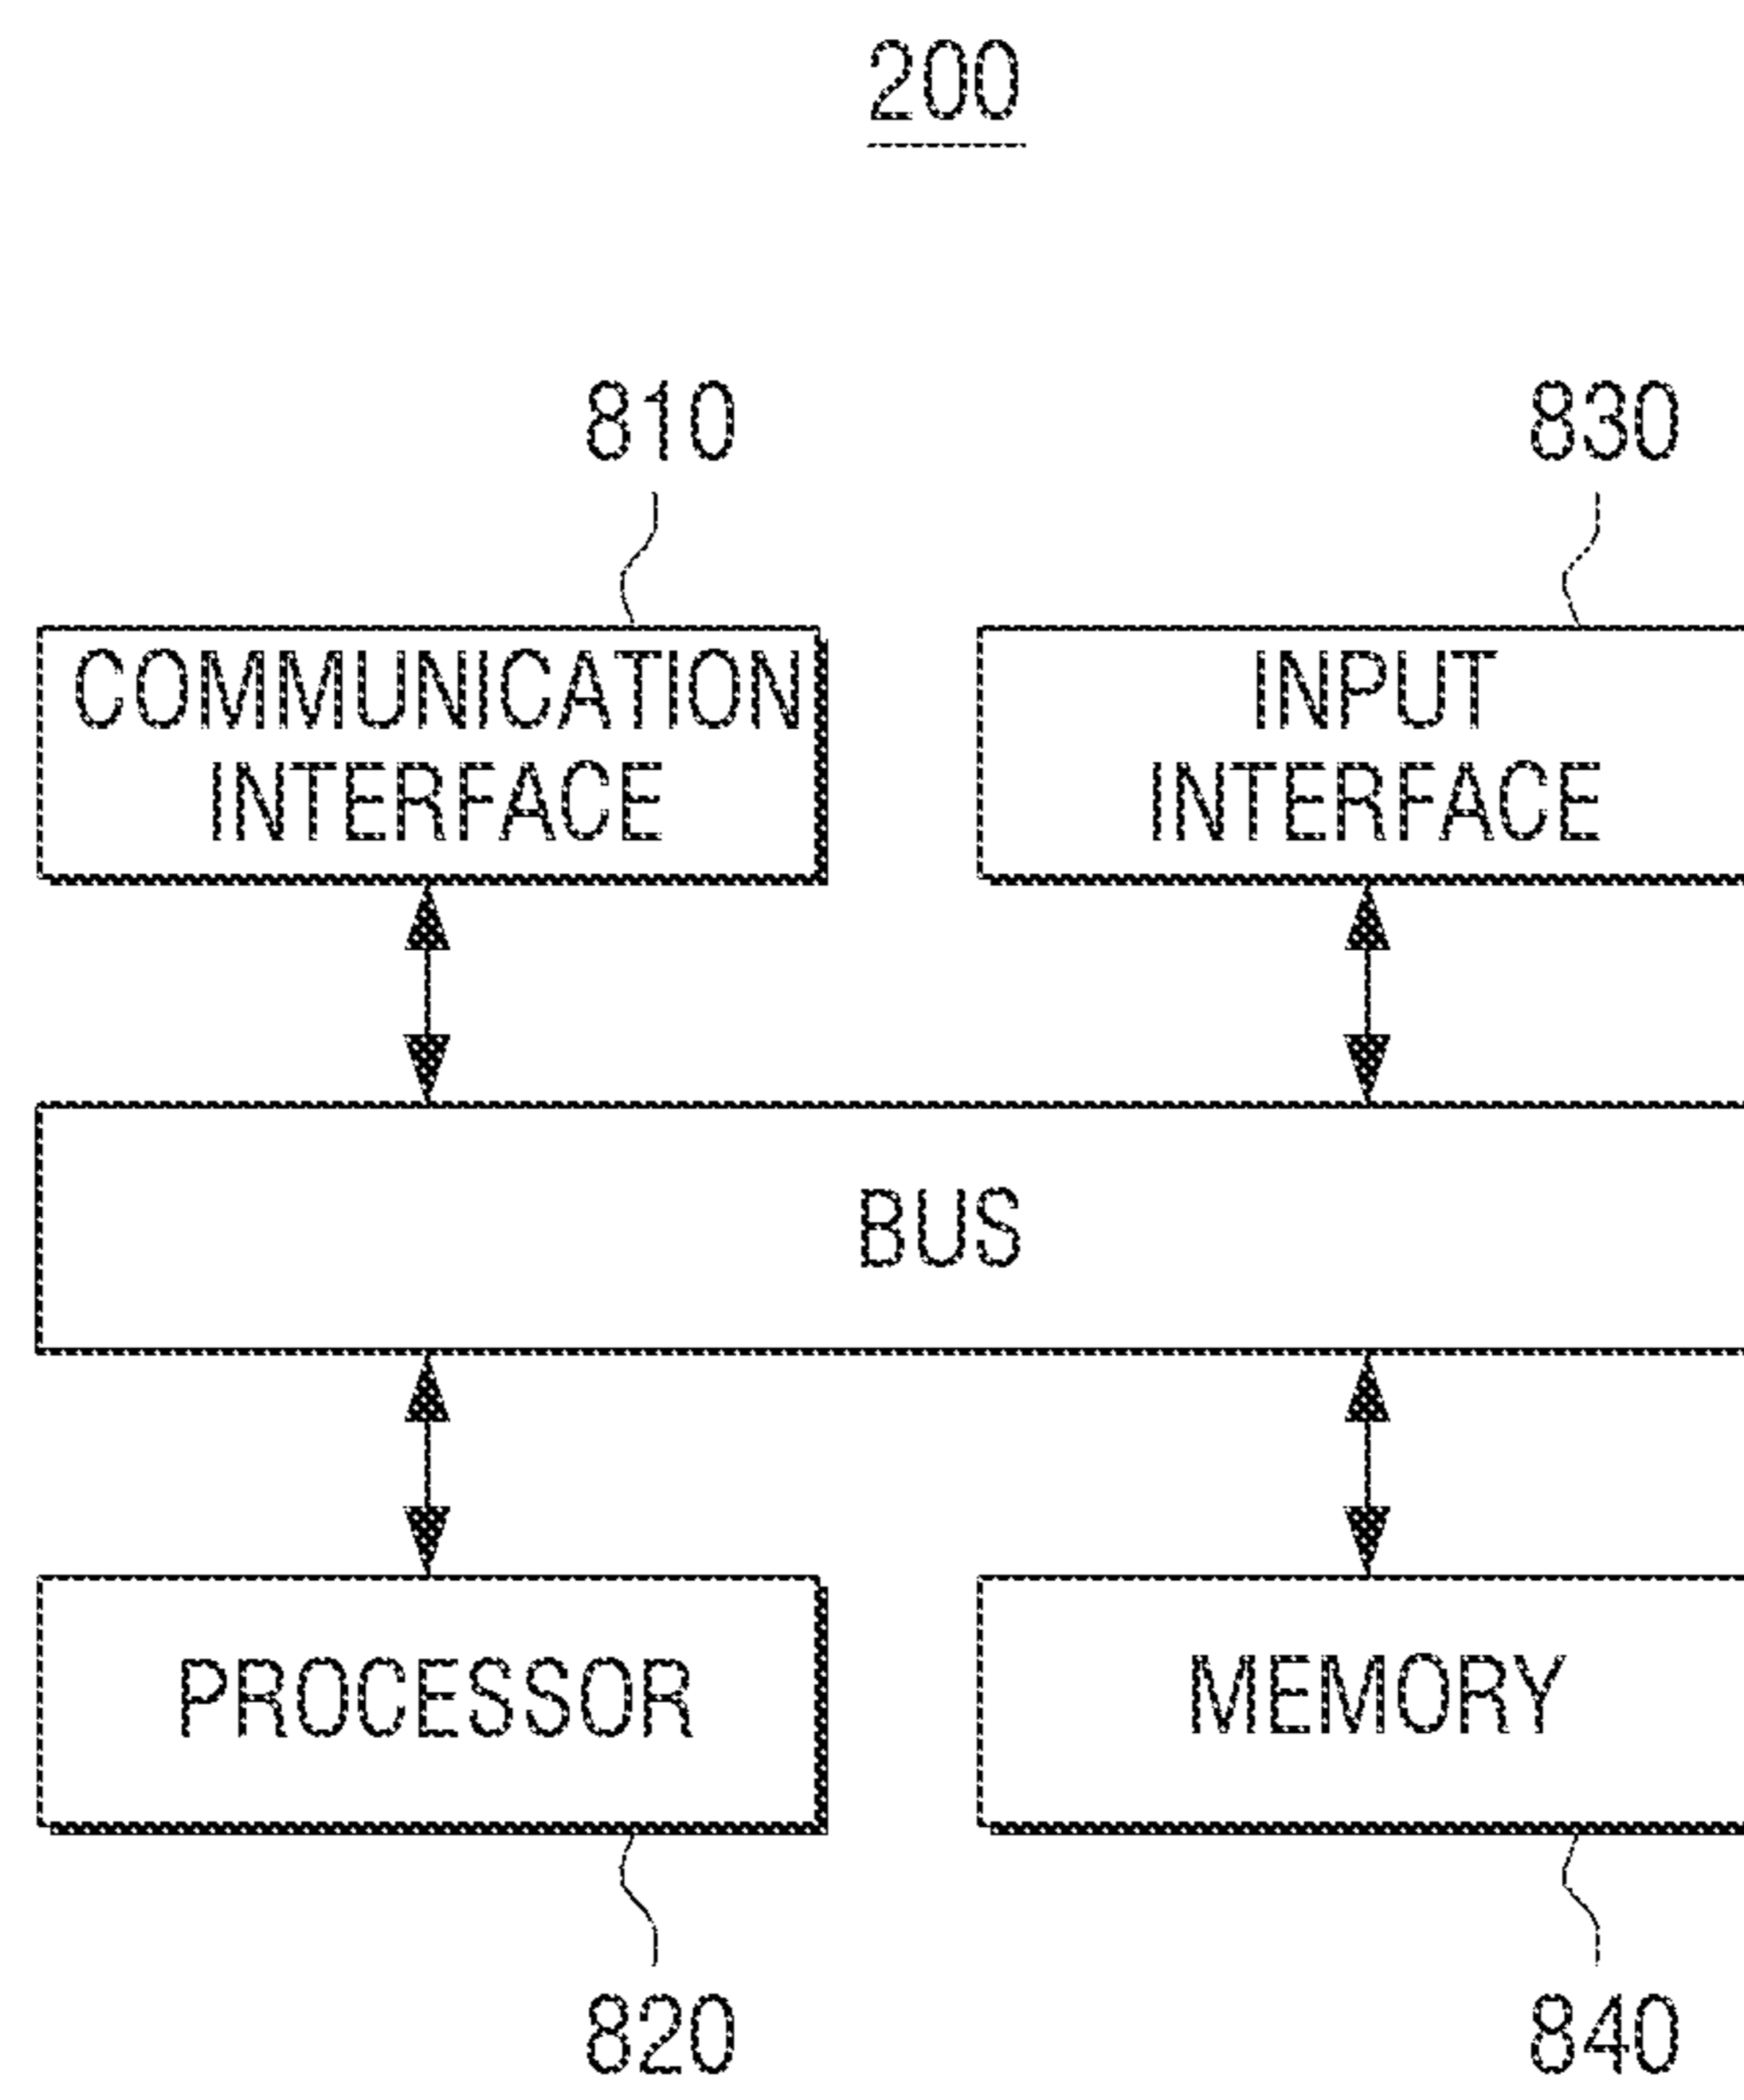 200
810
830
COMMUNICATION
INTERFACE
INPUT
INTERFACE
BUS
PROCESSOR
MEMORY
820
840